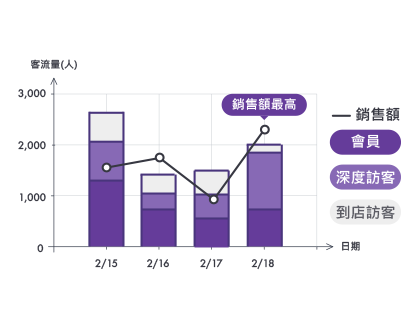 客流量(人)
3,000
2,000
1,000
0
2/15
2/16
2/17
2/18
日期
銷售額最高
銷售額
會員
深度訪客
到店訪客